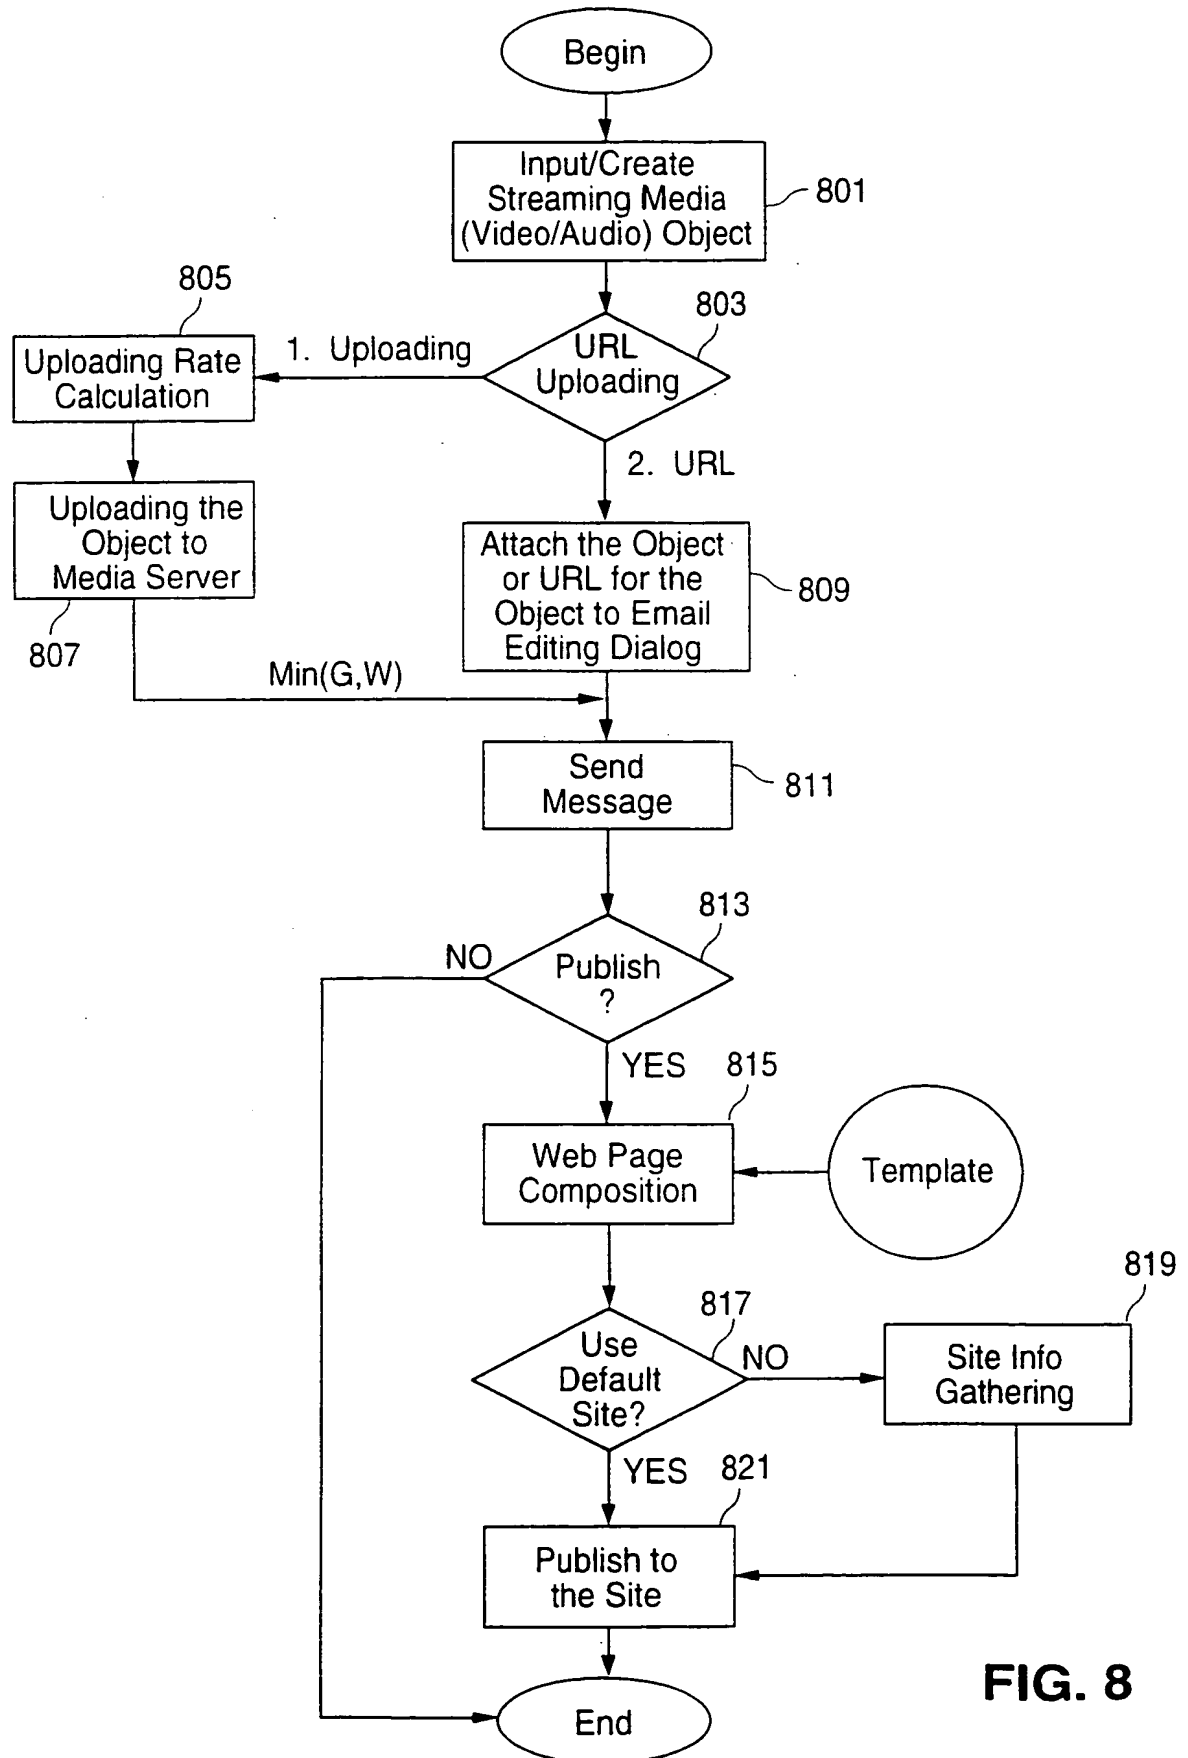 Begin
Input/Create
Streaming Media
(Video/Audio) Object
801
803
URL
Uploading
1. Uploading
805
Uploading Rate
Calculation
Uploading the
Object to
Media Server
807
2. URL
Attach the Object
or URL for the
Object to Email
Editing Dialog
809
Min(G,W)
Send
Message
811
813
Publish
?
NO
YES
815
Web Page
Composition
Template
817
Use
Default
Site?
NO
819
Site Info
Gathering
YES
821
Publish to
the Site
End
FIG. 8